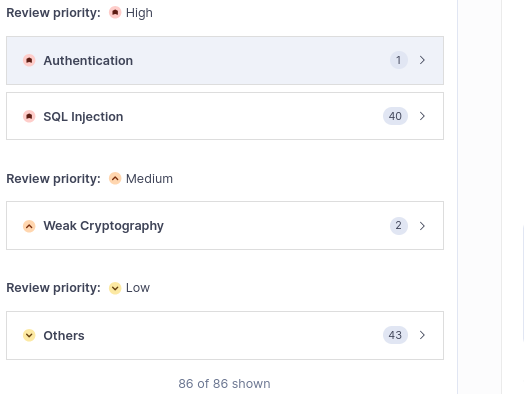 Review priority: High
Authentication 1
SQL Injection 40
Review priority: Medium
Weak Cryptography 2
Review priority: Low
Others 43
86 of 86 shown